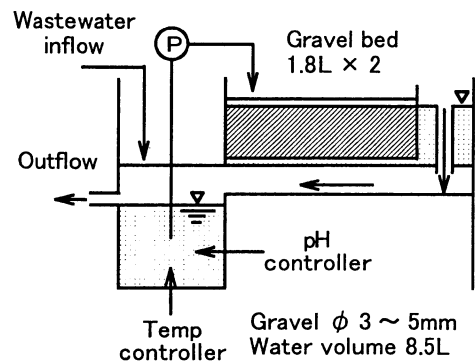 Wastewater
inflow
P
Gravel bed
1.8L × 2
Outflow
pH
controller
Temp
controller
Gravel ϕ 3 ～ 5mm
Water volume 8.5L